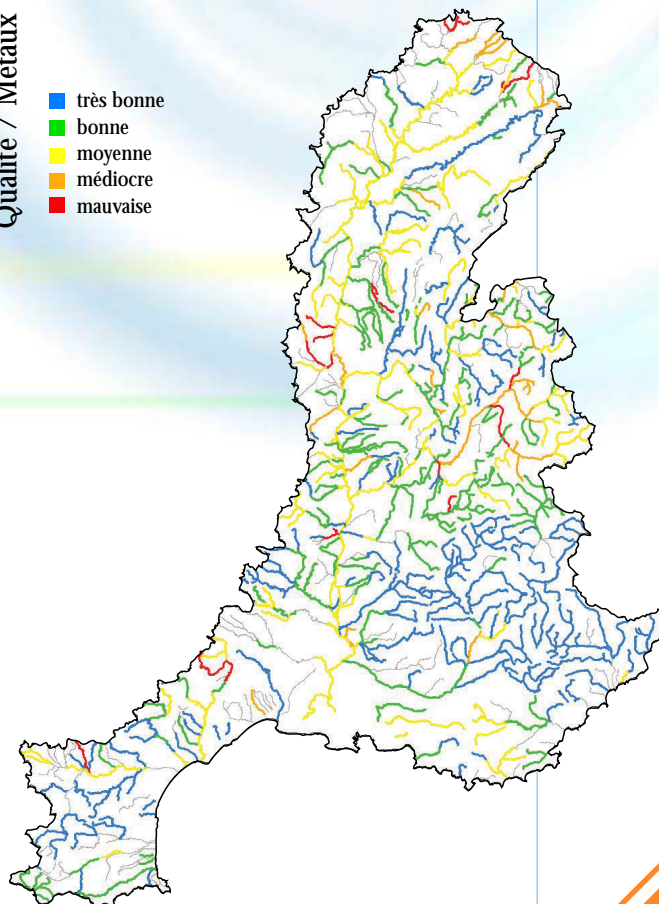 Qualité / Métaux
très bonne
bonne
moyenne
médiocre
mauvaise